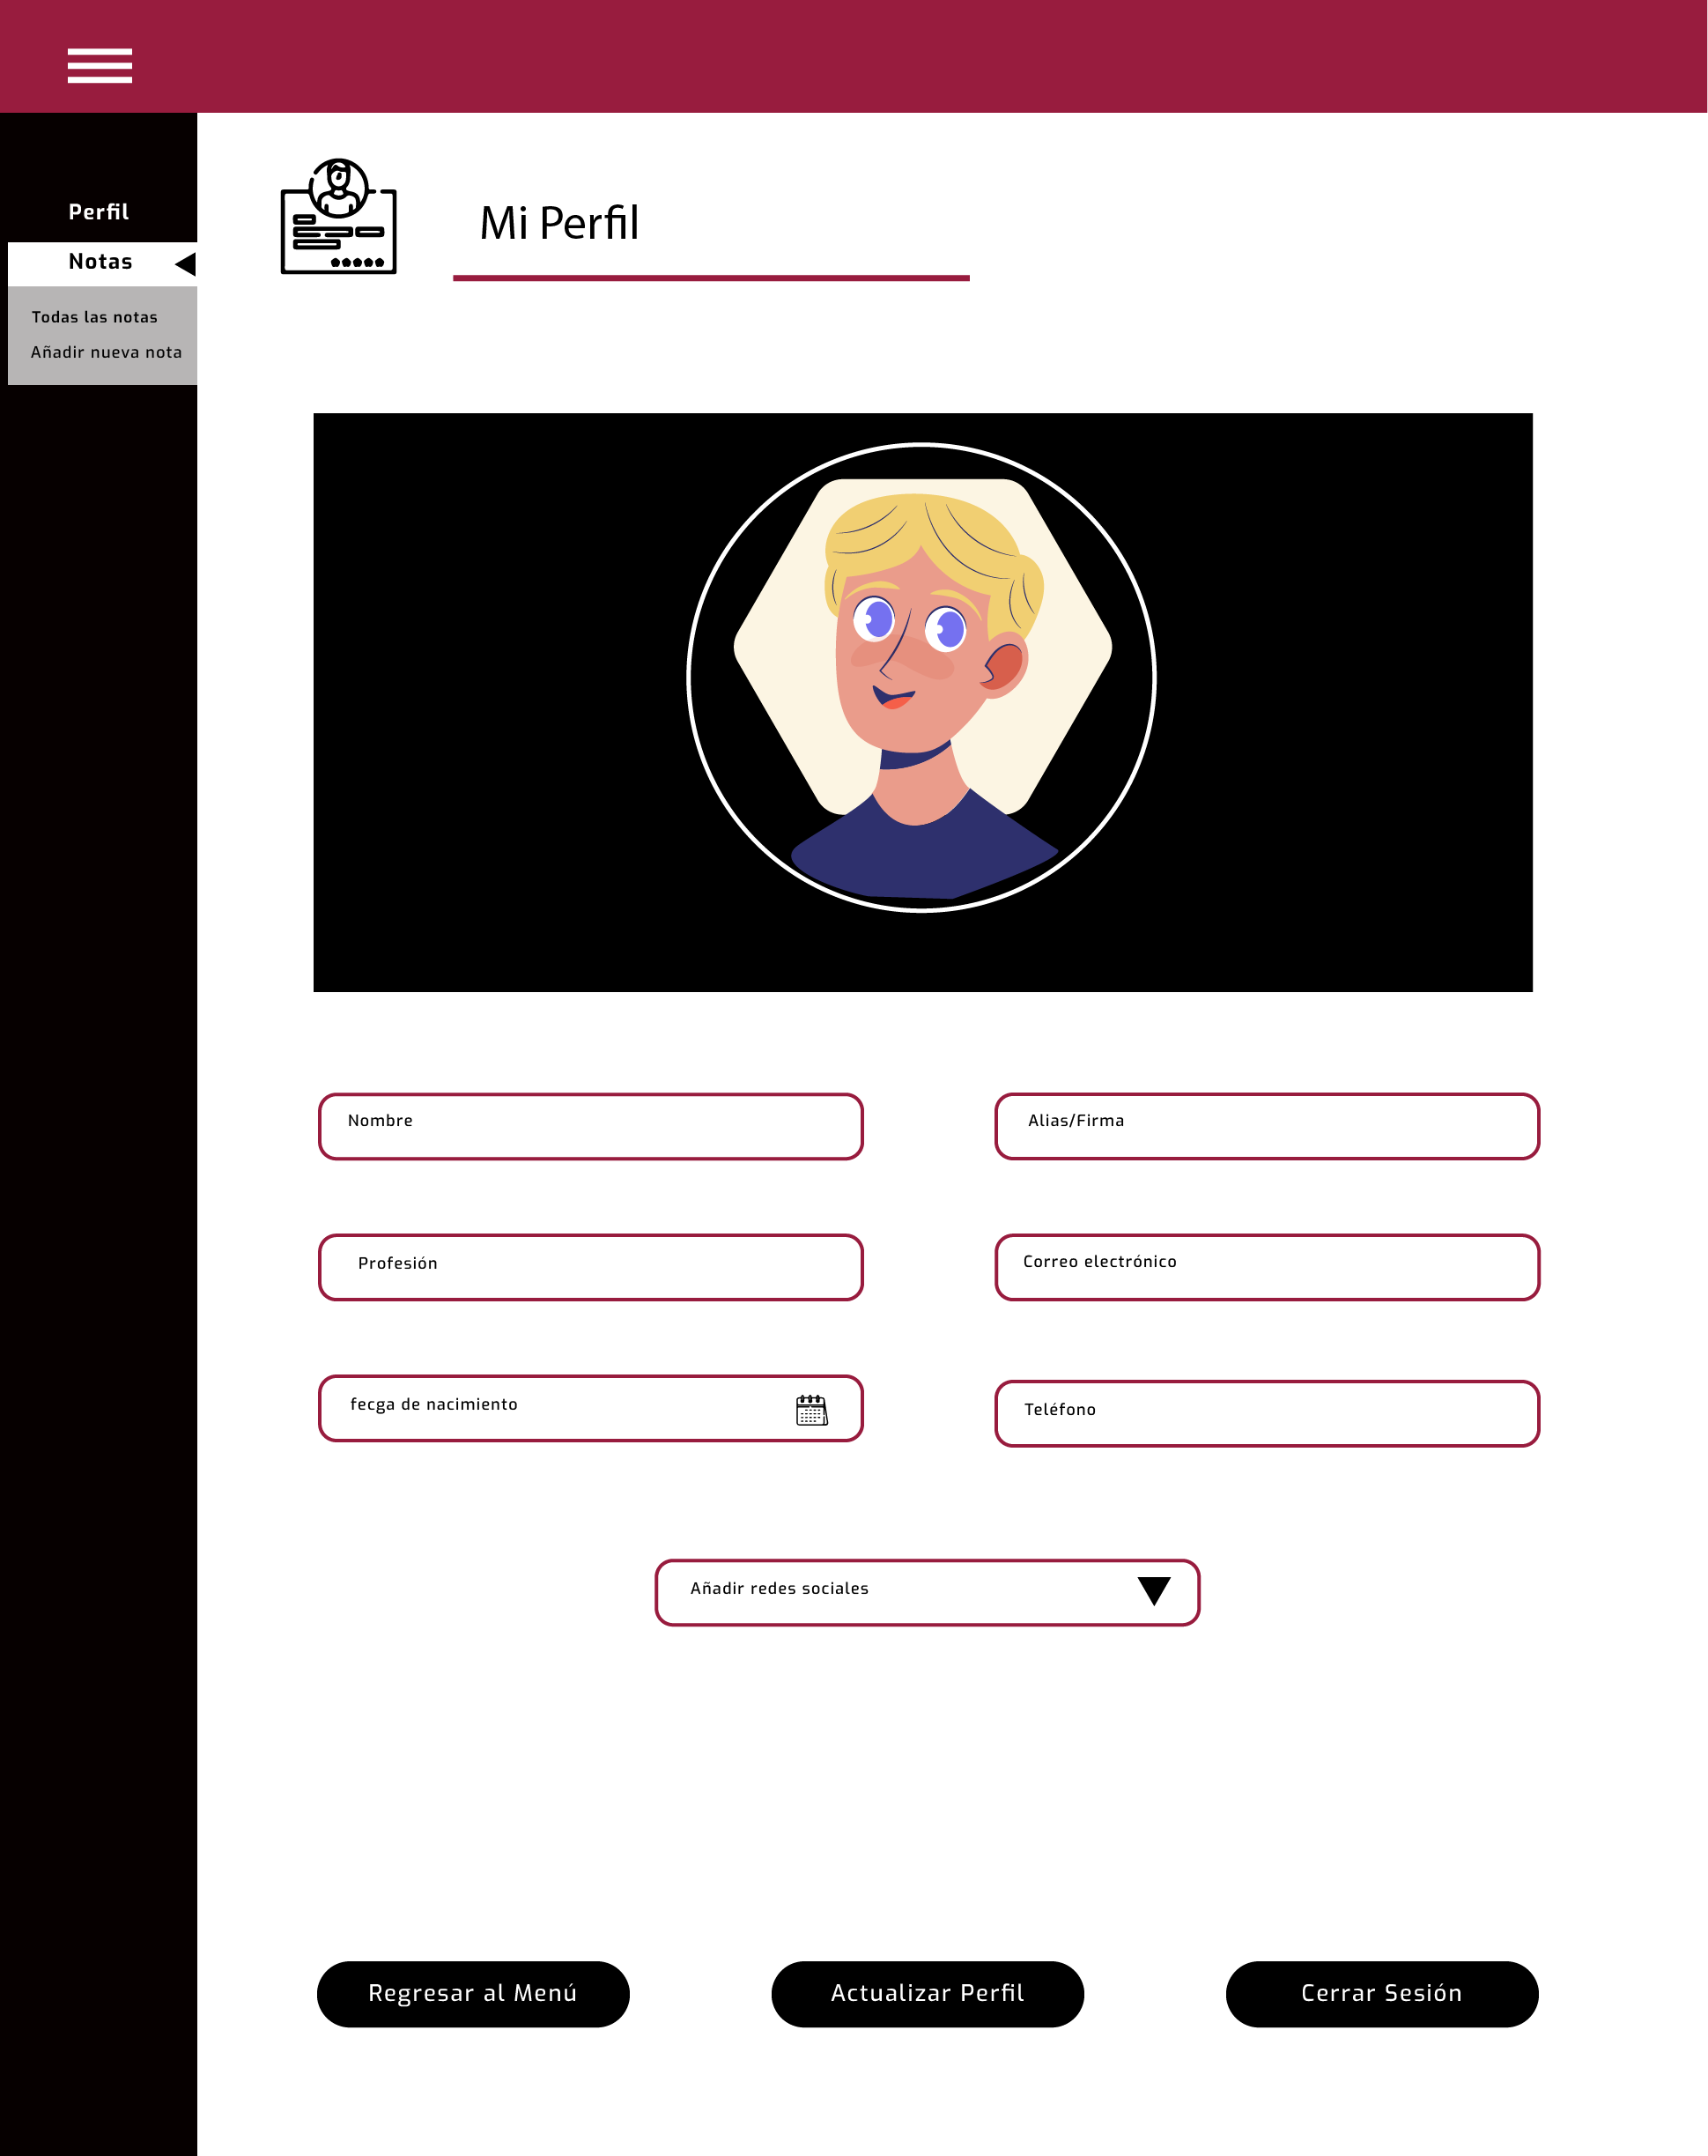 Perfil
Notas
Todas las notas
Añadir nueva nota
Mi Perfil
Nombre
Alias/Firma
Profesión
Correo electrónico
fecga de nacimiento
Teléfono
Añadir redes sociales
Regresar al Menú
Actualizar Perfil
Cerrar Sesión